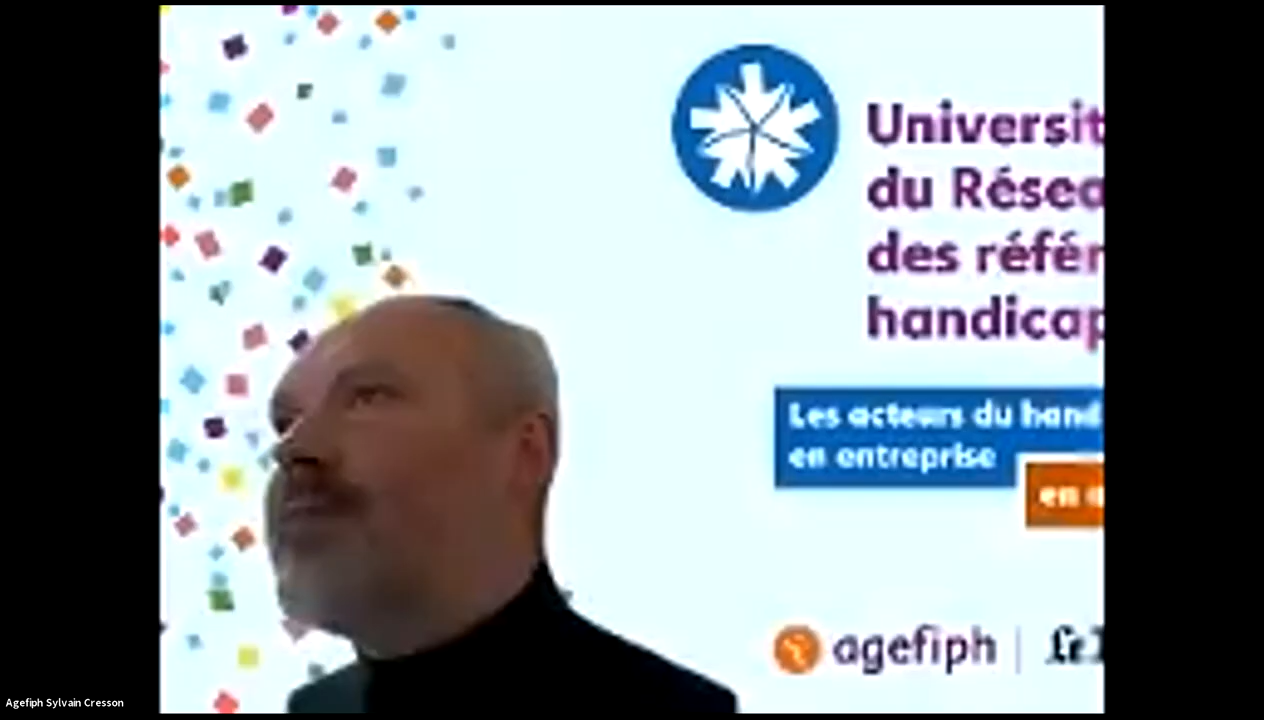 Universit
du Résea
des référ
handicap
Les acteurs du hand
en entreprise
en a
agefiph
Agefiph Sylvain Cresson